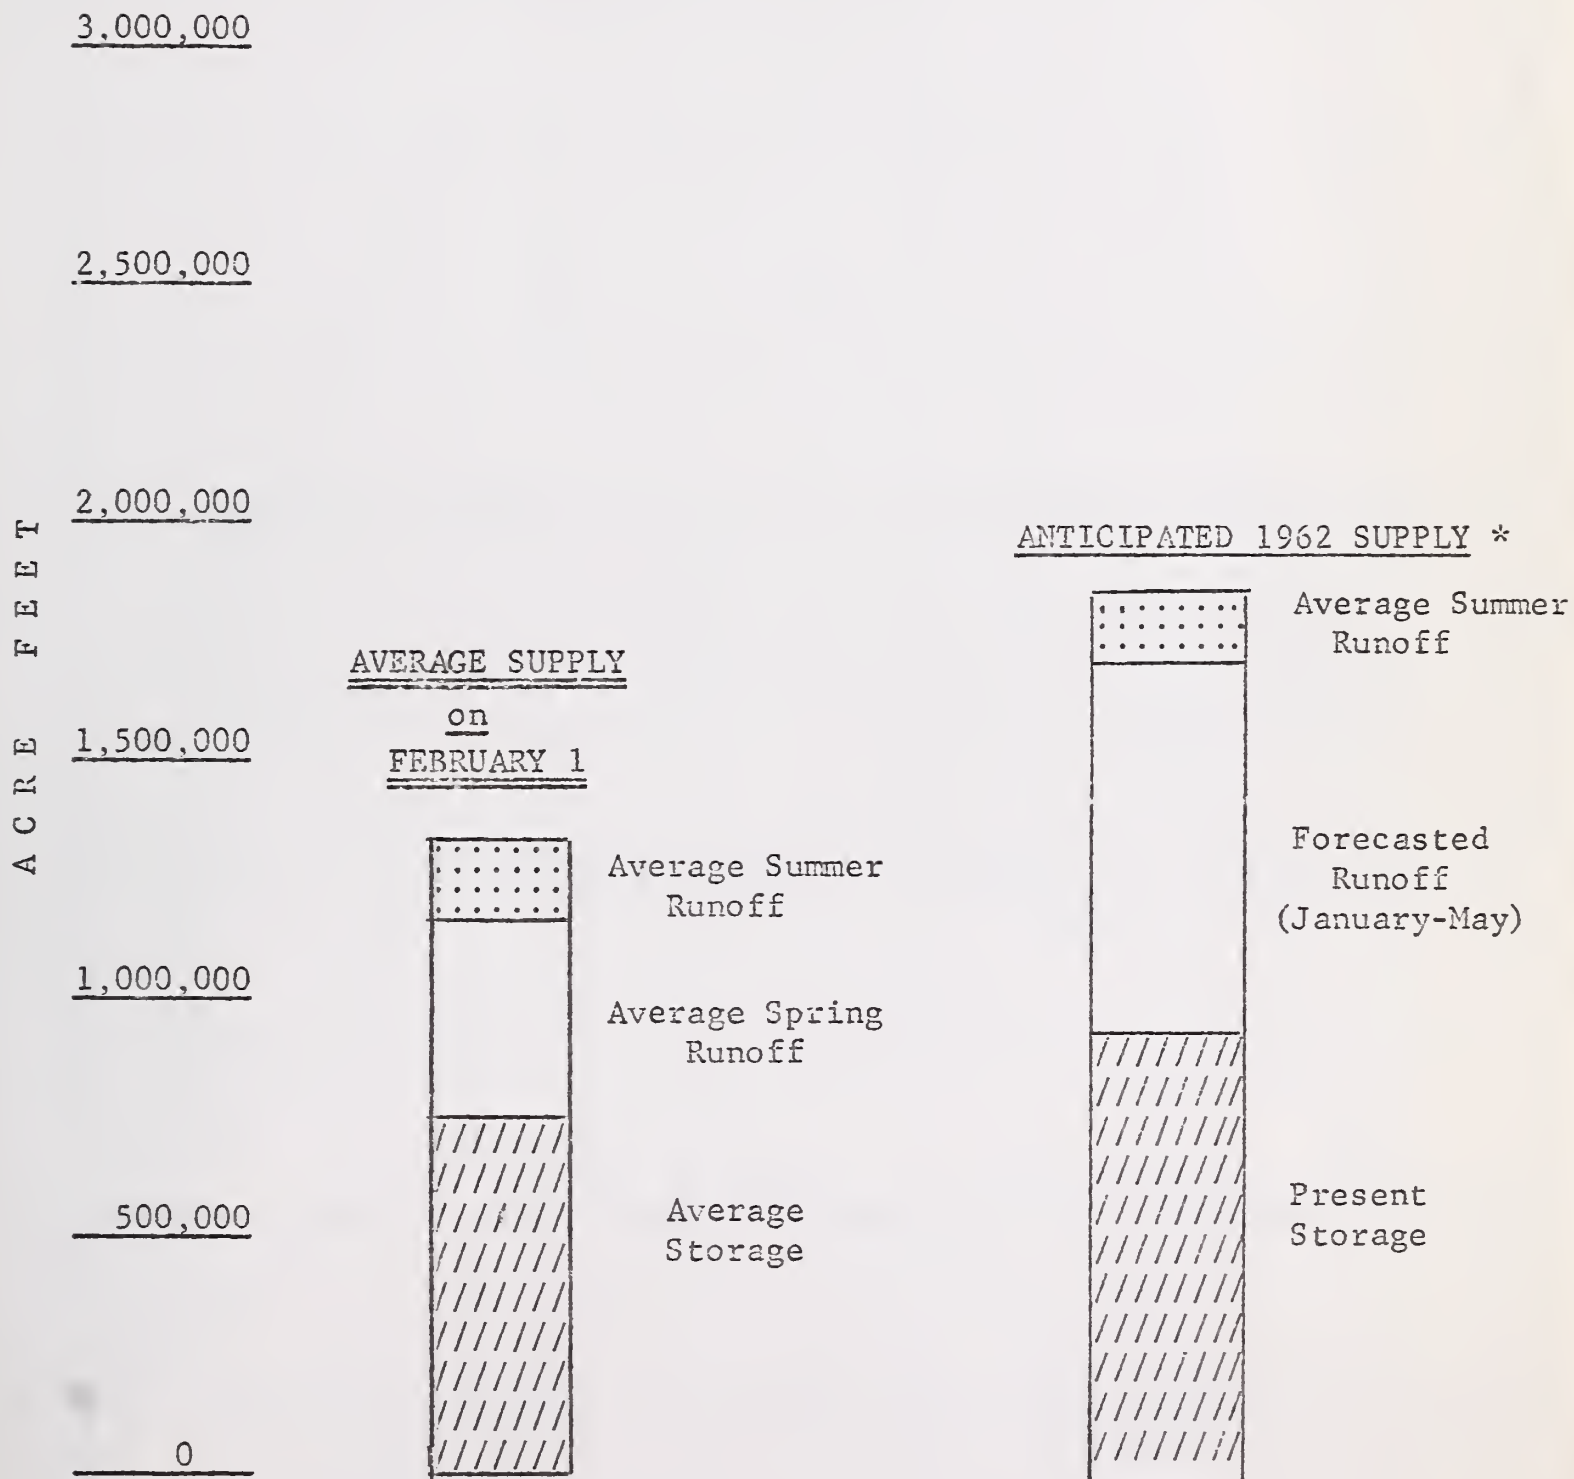 3,000,000
2,500,000
2,000,000
1,500,000
1,000,000
500,000
0
ACRE FEET
AVERAGE SUPPLY
on
FEBRUARY 1
Average Summer
Runoff
Average Spring
Runoff
Average
Storage
ANTICIPATED 1962 SUPPLY *
Average Summer
Runoff
Forecasted
Runoff
(January-May)
Present
Storage